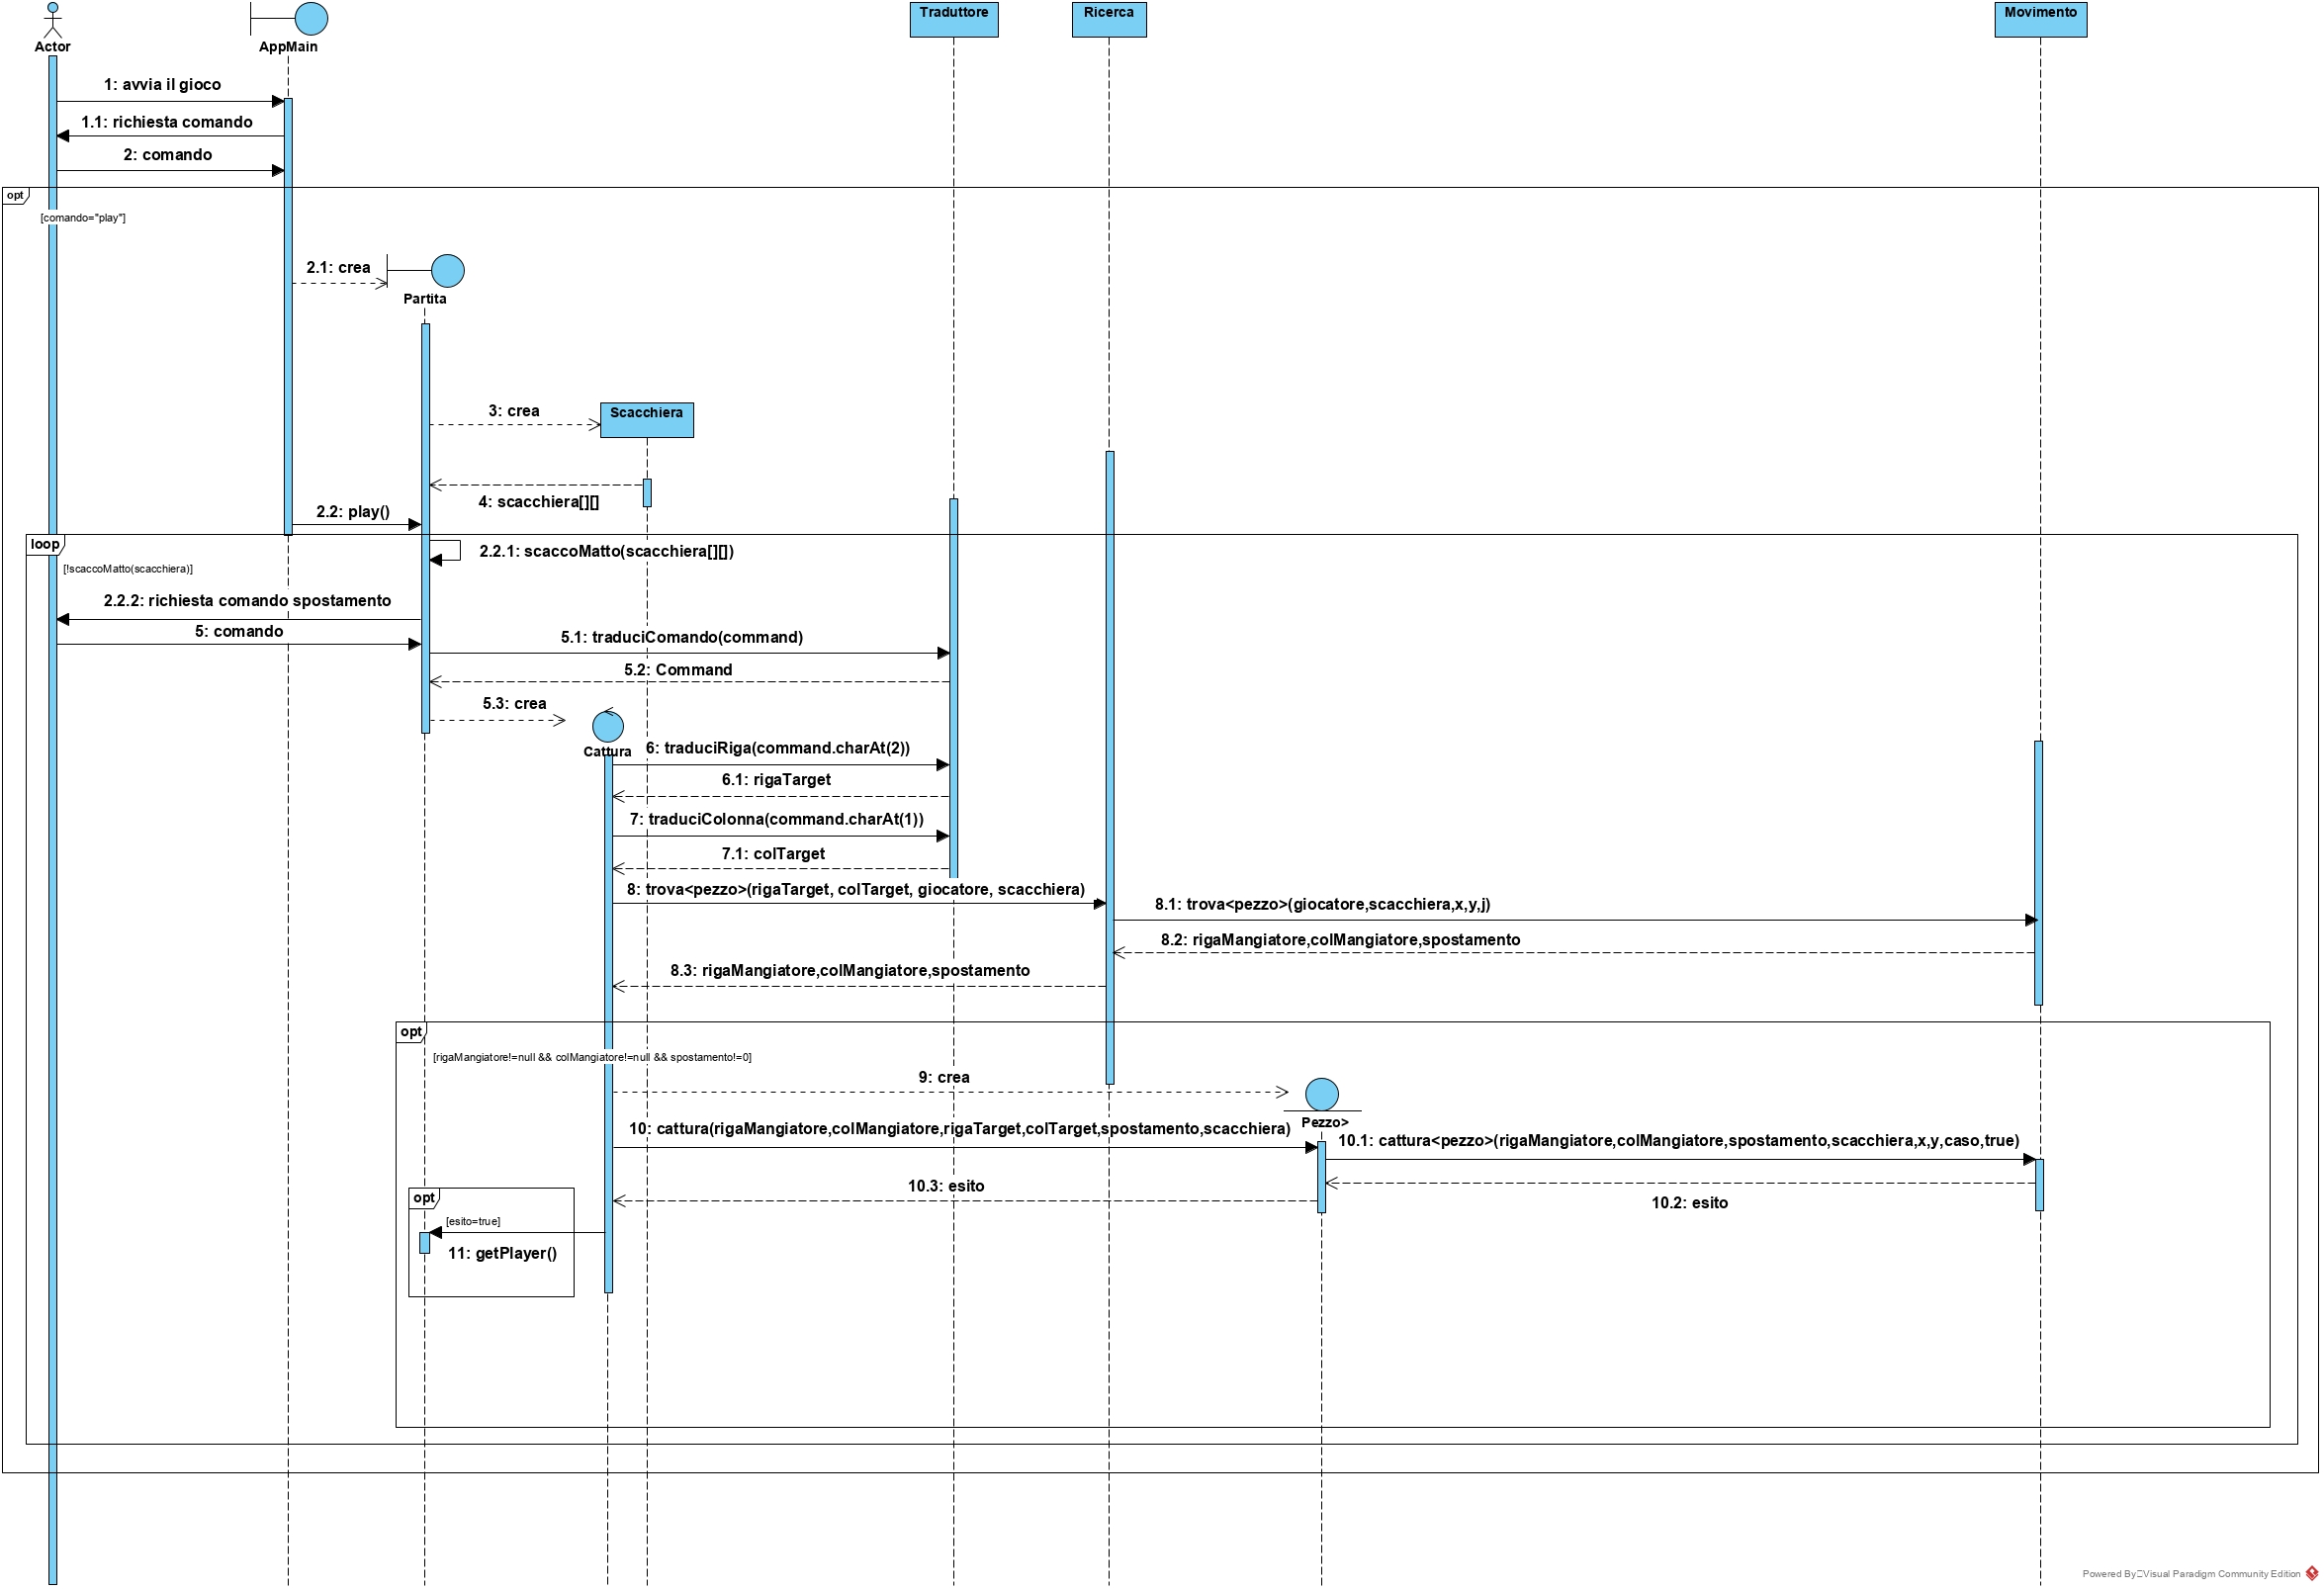 Actor
AppMain
Traduttore
Ricerca
Movimento
1: avvia il gioco
1.1: richiesta comando
2: comando
opt
[comando="play"]
2.1: crea
Partita
3: crea
Scacchiera
4: scacchiera[][]
2.2: play()
loop
2.2.1: scaccoMatto(scacchiera[][])
[!scaccoMatto(scacchiera)]
2.2.2: richiesta comando spostamento
5: comando
5.1: traduciComando(command)
5.2: Command
5.3: crea
Cattura
6: traduciRiga(command.charAt(2))
6.1: rigaTarget
7: traduciColonna(command.charAt(1))
7.1: colTarget
8: trova<pezzo>(rigaTarget, colTarget, giocatore, scacchiera)
8.1: trova<pezzo>(giocatore,scacchiera,x,y,j)
8.2: rigaMangiatore,colMangiatore,spostamento
8.3: rigaMangiatore,colMangiatore,spostamento
opt
[rigaMangiatore!=null && colMangiatore!=null && spostamento!=0]
9: crea
Pezzo>
10: cattura(rigaMangiatore,colMangiatore,rigaTarget,colTarget,spostamento,scacchiera)
10.1: cattura<pezzo>(rigaMangiatore,colMangiatore,spostamento,scacchiera,x,y,caso,true)
10.3: esito
10.2: esito
opt
[esito=true]
11: getPlayer()
Powered By Visual Paradigm Community Edition